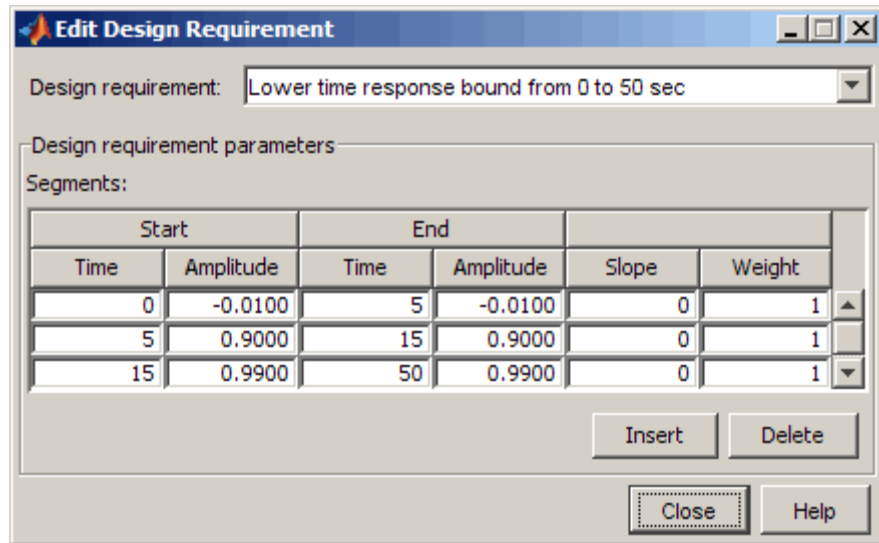 Edit Design Requirement
Design requirement: Lower time response bound from 0 to 50 sec
Design requirement parameters
Segments:
Start End
Time Amplitude Time Amplitude Slope Weight
0 -0.0100 5 -0.0100 0 1
5 0.9000 15 0.9000 0 1
15 0.9900 50 0.9900 0 1
Insert Delete
Close Help